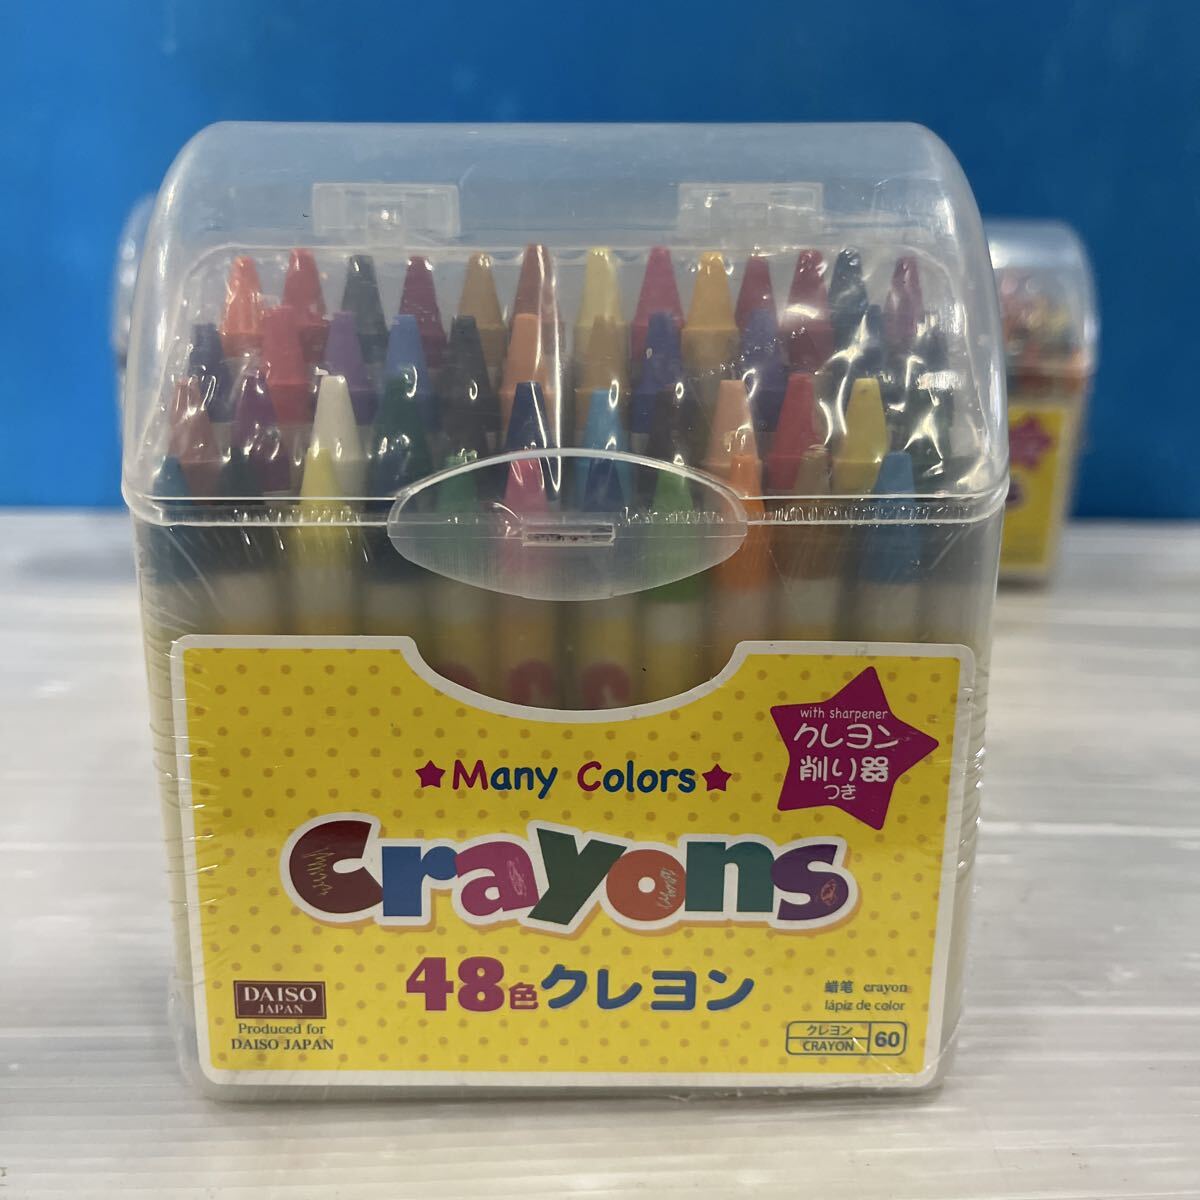 with sharpener
クレヨン
削り器
つき
★Many Colors★
Crayons
48色クレヨン
DAISO
JAPAN
Produced for
DAISO JAPAN
蜡笔 crayon
lápiz de color
クレヨン
CRAYON
60